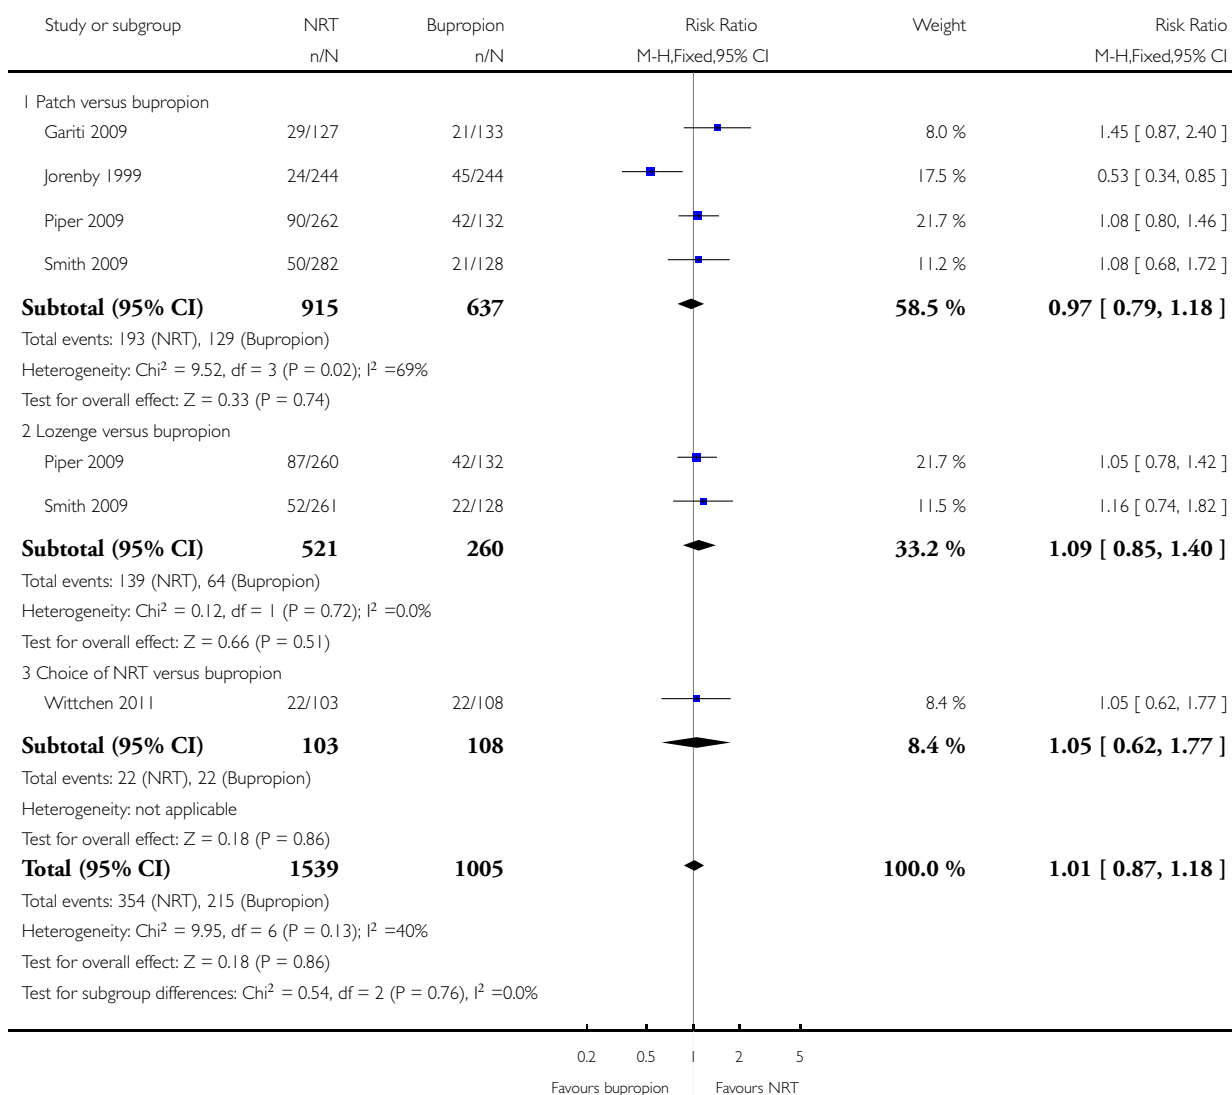 Study or subgroup NRT Bupropion Risk Ratio Weight Risk Ratio
n/N n/N M-H,Fixed,95% CI M-H,Fixed,95% CI
1 Patch versus bupropion
Gariti 2009 29/127 21/133 8.0 % 1.45 [ 0.87, 2.40 ]
Jorenby 1999 24/244 45/244 17.5 % 0.53 [ 0.34, 0.85 ]
Piper 2009 90/262 42/132 21.7 % 1.08 [ 0.80, 1.46 ]
Smith 2009 50/282 21/128 11.2 % 1.08 [ 0.68, 1.72 ]
Subtotal (95% CI) 915 637 58.5 % 0.97 [ 0.79, 1.18 ]
Total events: 193 (NRT), 129 (Bupropion)
Heterogeneity: Chi² = 9.52, df = 3 (P = 0.02); I² =69%
Test for overall effect: Z = 0.33 (P = 0.74)
2 Lozenge versus bupropion
Piper 2009 87/260 42/132 21.7 % 1.05 [ 0.78, 1.42 ]
Smith 2009 52/261 22/128 11.5 % 1.16 [ 0.74, 1.82 ]
Subtotal (95% CI) 521 260 33.2 % 1.09 [ 0.85, 1.40 ]
Total events: 139 (NRT), 64 (Bupropion)
Heterogeneity: Chi² = 0.12, df = 1 (P = 0.72); I² =0.0%
Test for overall effect: Z = 0.66 (P = 0.51)
3 Choice of NRT versus bupropion
Wittchen 2011 22/103 22/108 8.4 % 1.05 [ 0.62, 1.77 ]
Subtotal (95% CI) 103 108 8.4 % 1.05 [ 0.62, 1.77 ]
Total events: 22 (NRT), 22 (Bupropion)
Heterogeneity: not applicable
Test for overall effect: Z = 0.18 (P = 0.86)
Total (95% CI) 1539 1005 100.0 % 1.01 [ 0.87, 1.18 ]
Total events: 354 (NRT), 215 (Bupropion)
Heterogeneity: Chi² = 9.95, df = 6 (P = 0.13); I² =40%
Test for overall effect: Z = 0.18 (P = 0.86)
Test for subgroup differences: Chi² = 0.54, df = 2 (P = 0.76), I² =0.0%
0.2 0.5 1 2 5
Favours bupropion Favours NRT